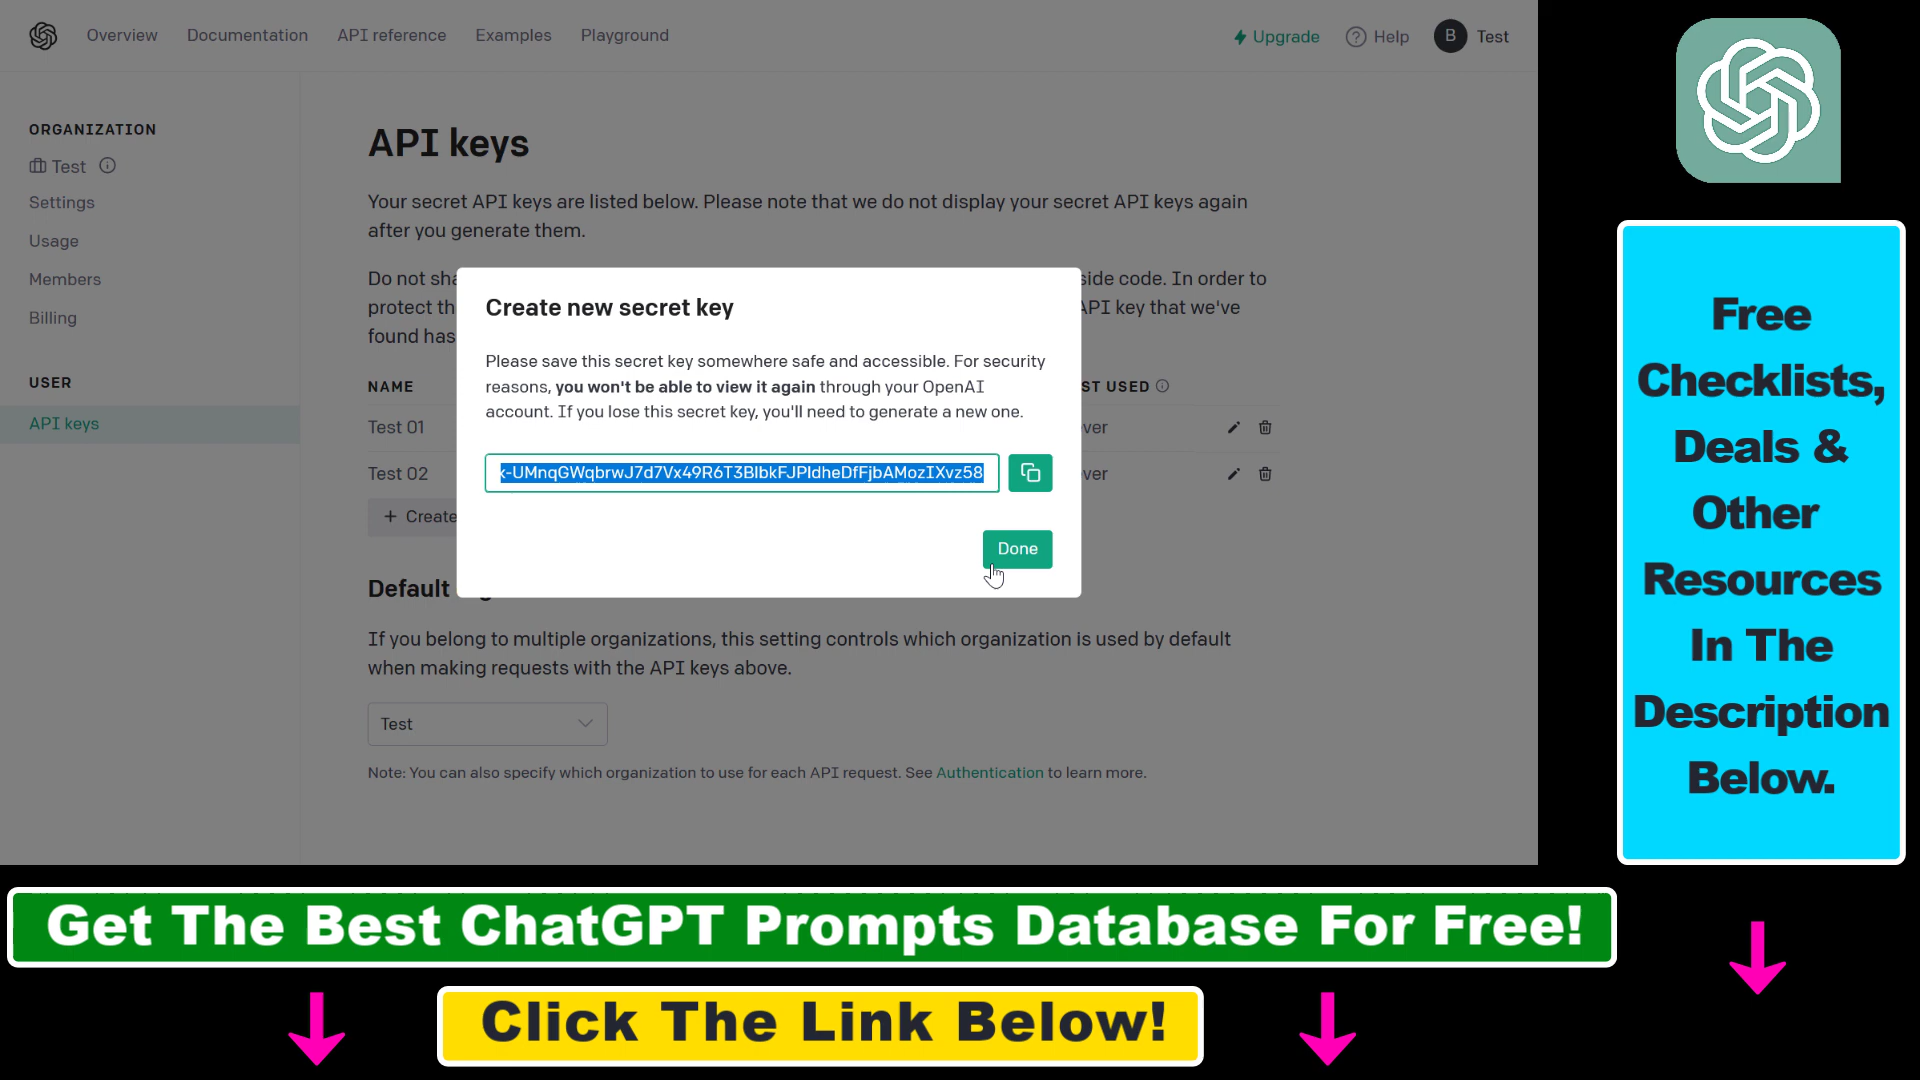 Overview Documentation API reference Examples Playground
Upgrade Help B Test
ORGANIZATION
Test
Settings
Usage
Members
Billing
USER
API keys
API keys
Your secret API keys are listed below. Please note that we do not display your secret API keys again
after you generate them.
Do not side code. In order to
protect API key that we've
found has
NAME USED
Test 01
Test 02
+ Create
Create new secret key
Please save this secret key somewhere safe and accessible. For security
reasons, you won't be able to view it again through your OpenAI
account. If you lose this secret key, you'll need to generate a new one.
Done
Default
If you belong to multiple organizations, this setting controls which organization is used by default
when making requests with the API keys above.
Test
Note: You can also specify which organization to use for each API request. See Authentication to learn more.
Free
Checklists,
Deals &
Other
Resources
In The
Description
Below.
Get The Best ChatGPT Prompts Database For Free!
Click The Link Below!